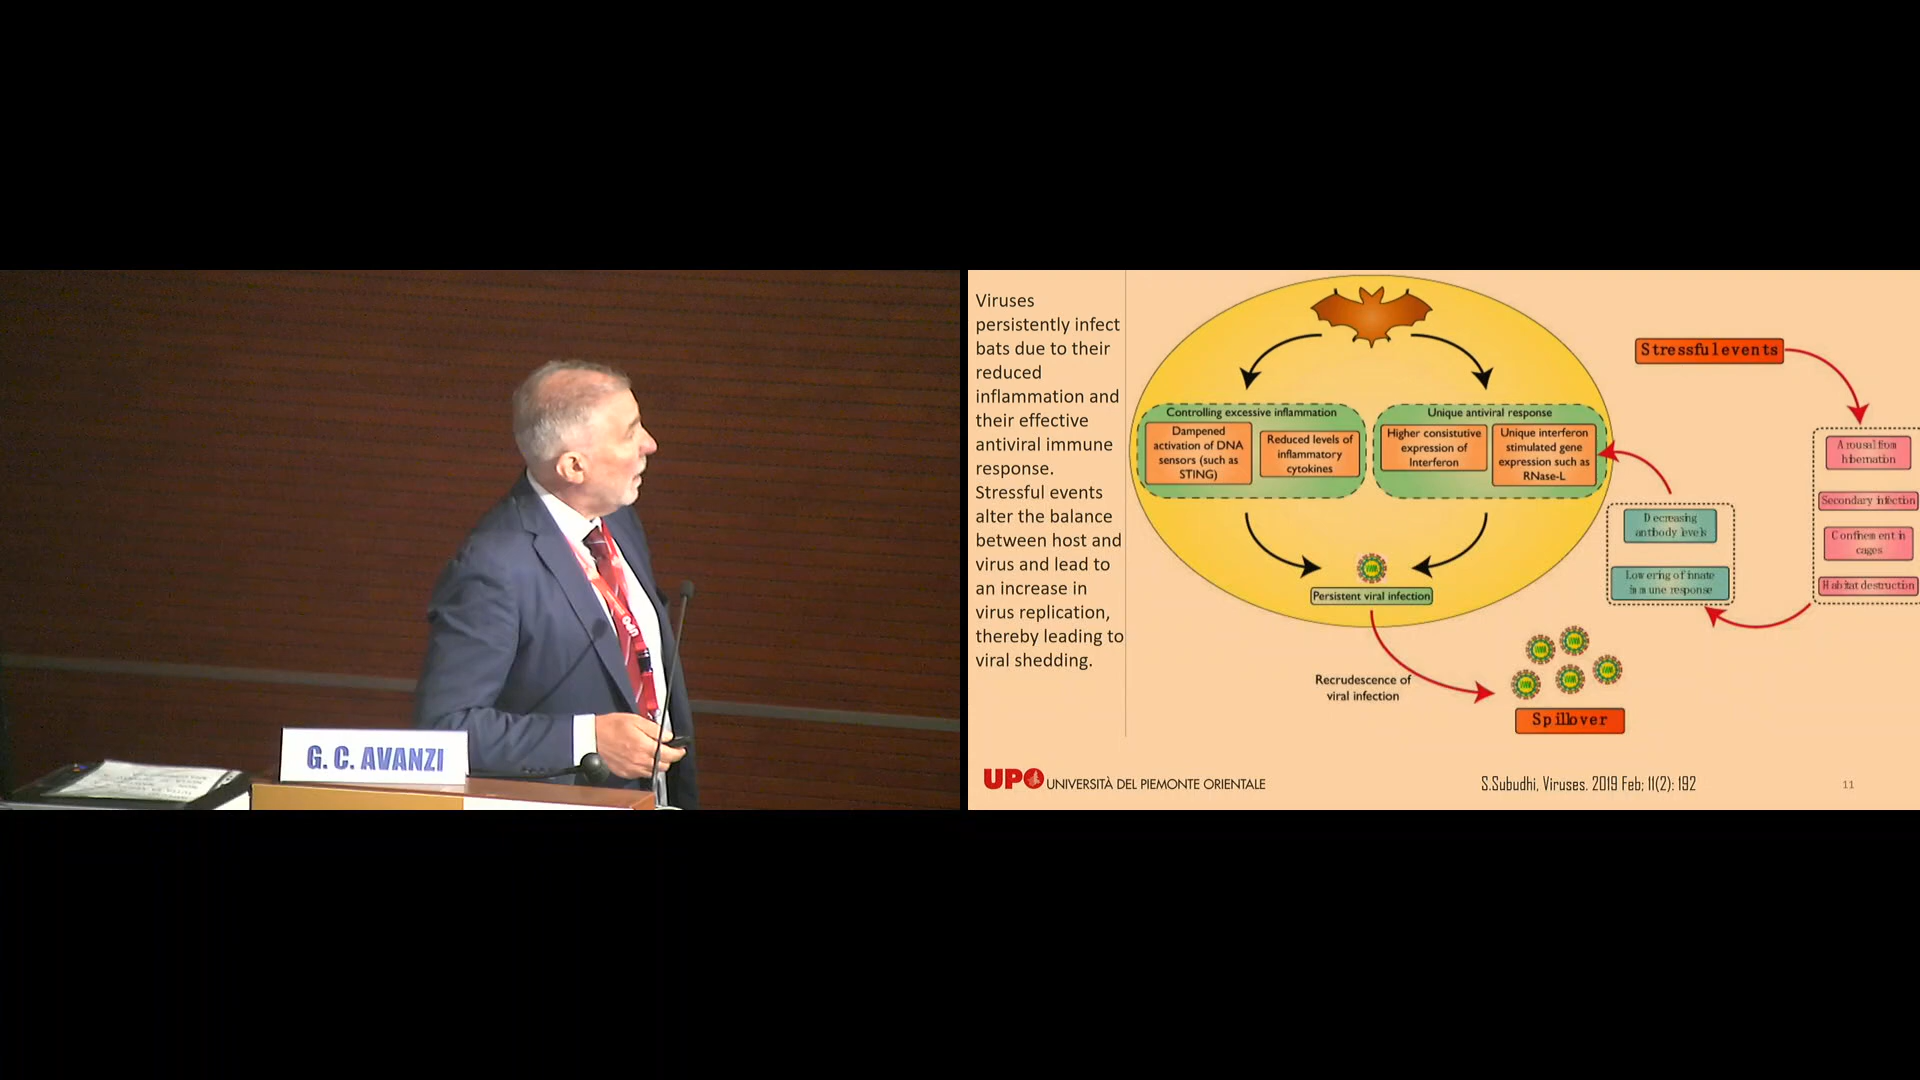 G. C. AVANZI
UPO
Viruses
persistently infect
bats due to their
reduced
inflammation and
their effective
antiviral immune
response.
Stressful events
alter the balance
between host and
virus and lead to
an increase in
virus replication,
thereby leading to
viral shedding.
Controlling excessive inflammation
Dampened
activation of DNA
sensors (such as
STING)
Reduced levels of
inflammatory
cytokines
Unique antiviral response
Higher consistutive
expression of
Interferon
Unique interferon
stimulated gene
expression such as
RNase-L
Persistent viral infection
Stressful events
Arousal from
hibernation
Secondary infection
Confinement in
cages
Habitat destruction
Decreasing
antibody levels
Lowering of innate
immune response
Recrudescence of
viral infection
Spillover
UPO UNIVERSITÀ DEL PIEMONTE ORIENTALE
S.Subudhi, Viruses. 2019 Feb; 11(2): 192
11